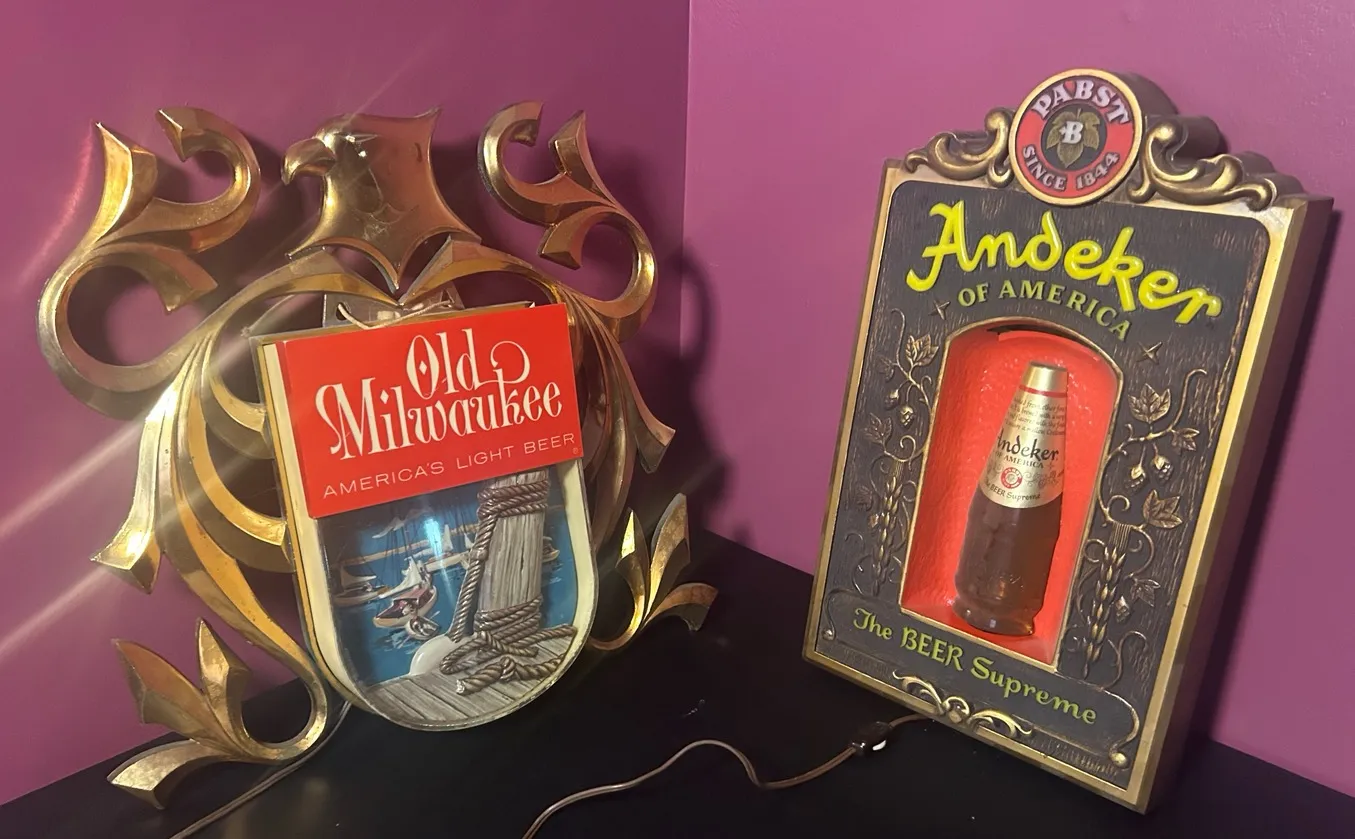 Old
Milwaukee
AMERICA'S LIGHT BEER
PABST
B
SINCE 1844
Andeker
OF AMERICA
Andeker
OF AMERICA
The BEER Supreme
The BEER Supreme